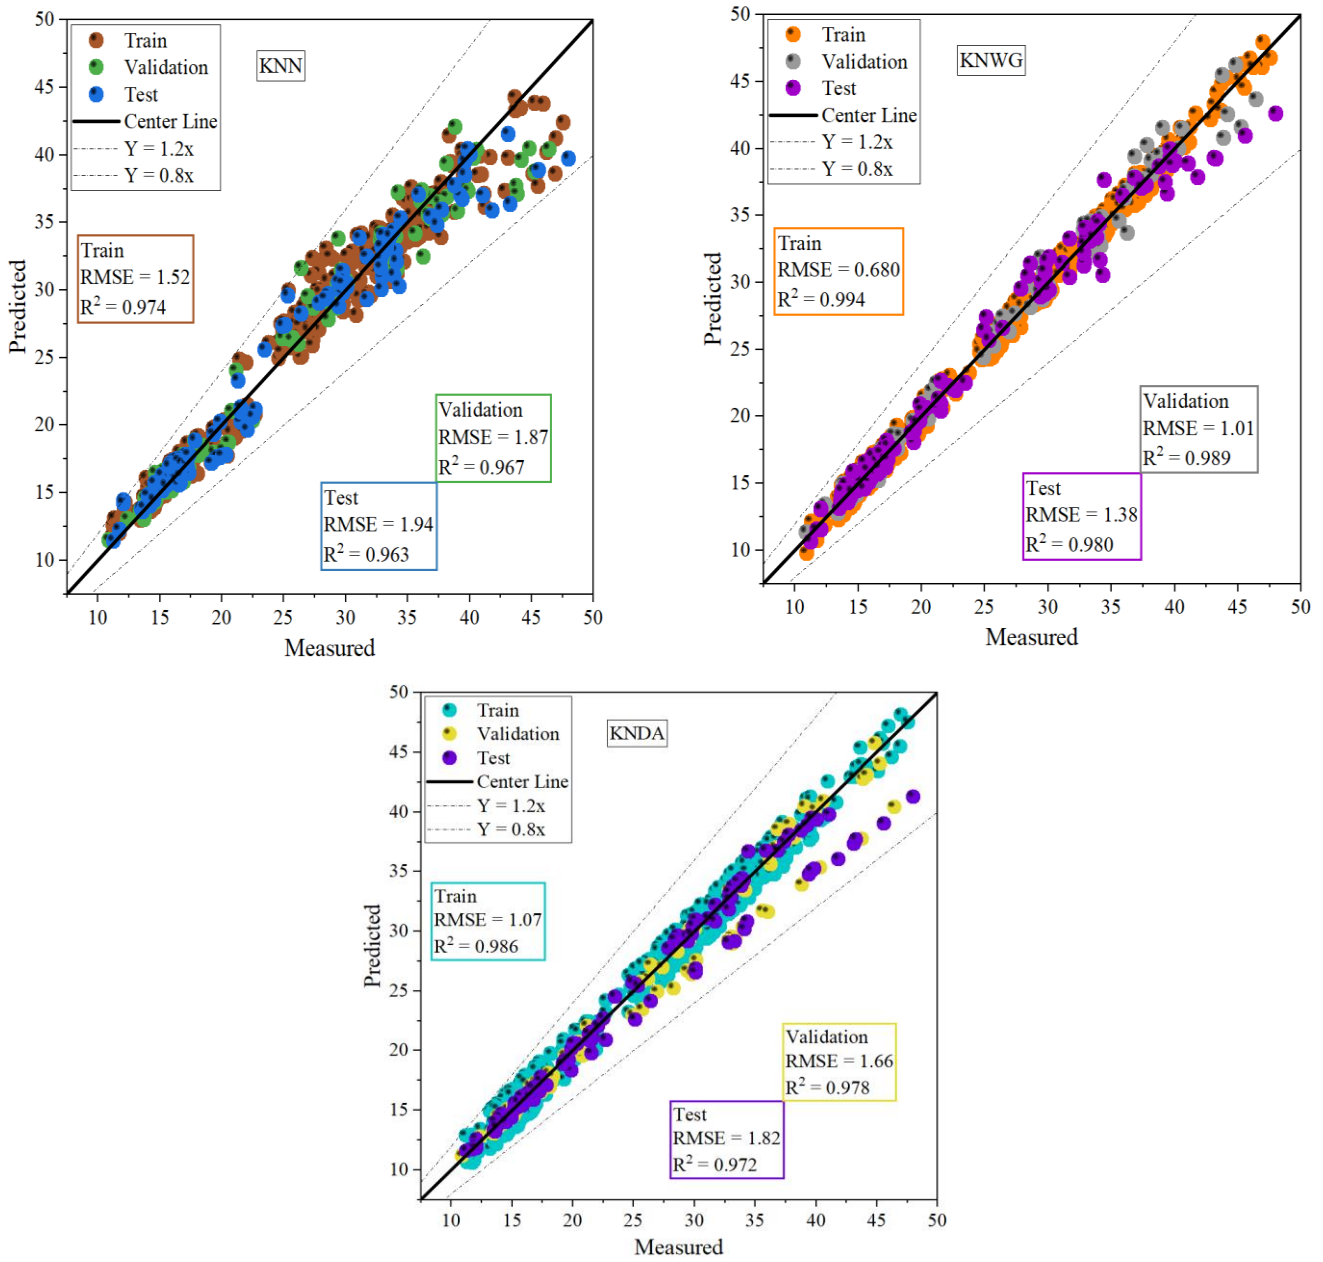 KNN
Train
Validation
Test
Center Line
Y = 1.2x
Y = 0.8x
Train
RMSE = 1.52
R² = 0.974
Validation
RMSE = 1.87
R² = 0.967
Test
RMSE = 1.94
R² = 0.963
50
45
40
35
30
25
20
15
10
Predicted
10 15 20 25 30 35 40 45 50
Measured
KNWG
Train
Validation
Test
Center Line
Y = 1.2x
Y = 0.8x
Train
RMSE = 0.680
R² = 0.994
Validation
RMSE = 1.01
R² = 0.989
Test
RMSE = 1.38
R² = 0.980
50
45
40
35
30
25
20
15
10
Predicted
10 15 20 25 30 35 40 45 50
Measured
KNDA
Train
Validation
Test
Center Line
Y = 1.2x
Y = 0.8x
Train
RMSE = 1.07
R² = 0.986
Validation
RMSE = 1.66
R² = 0.978
Test
RMSE = 1.82
R² = 0.972
50
45
40
35
30
25
20
15
10
Predicted
10 15 20 25 30 35 40 45 50
Measured